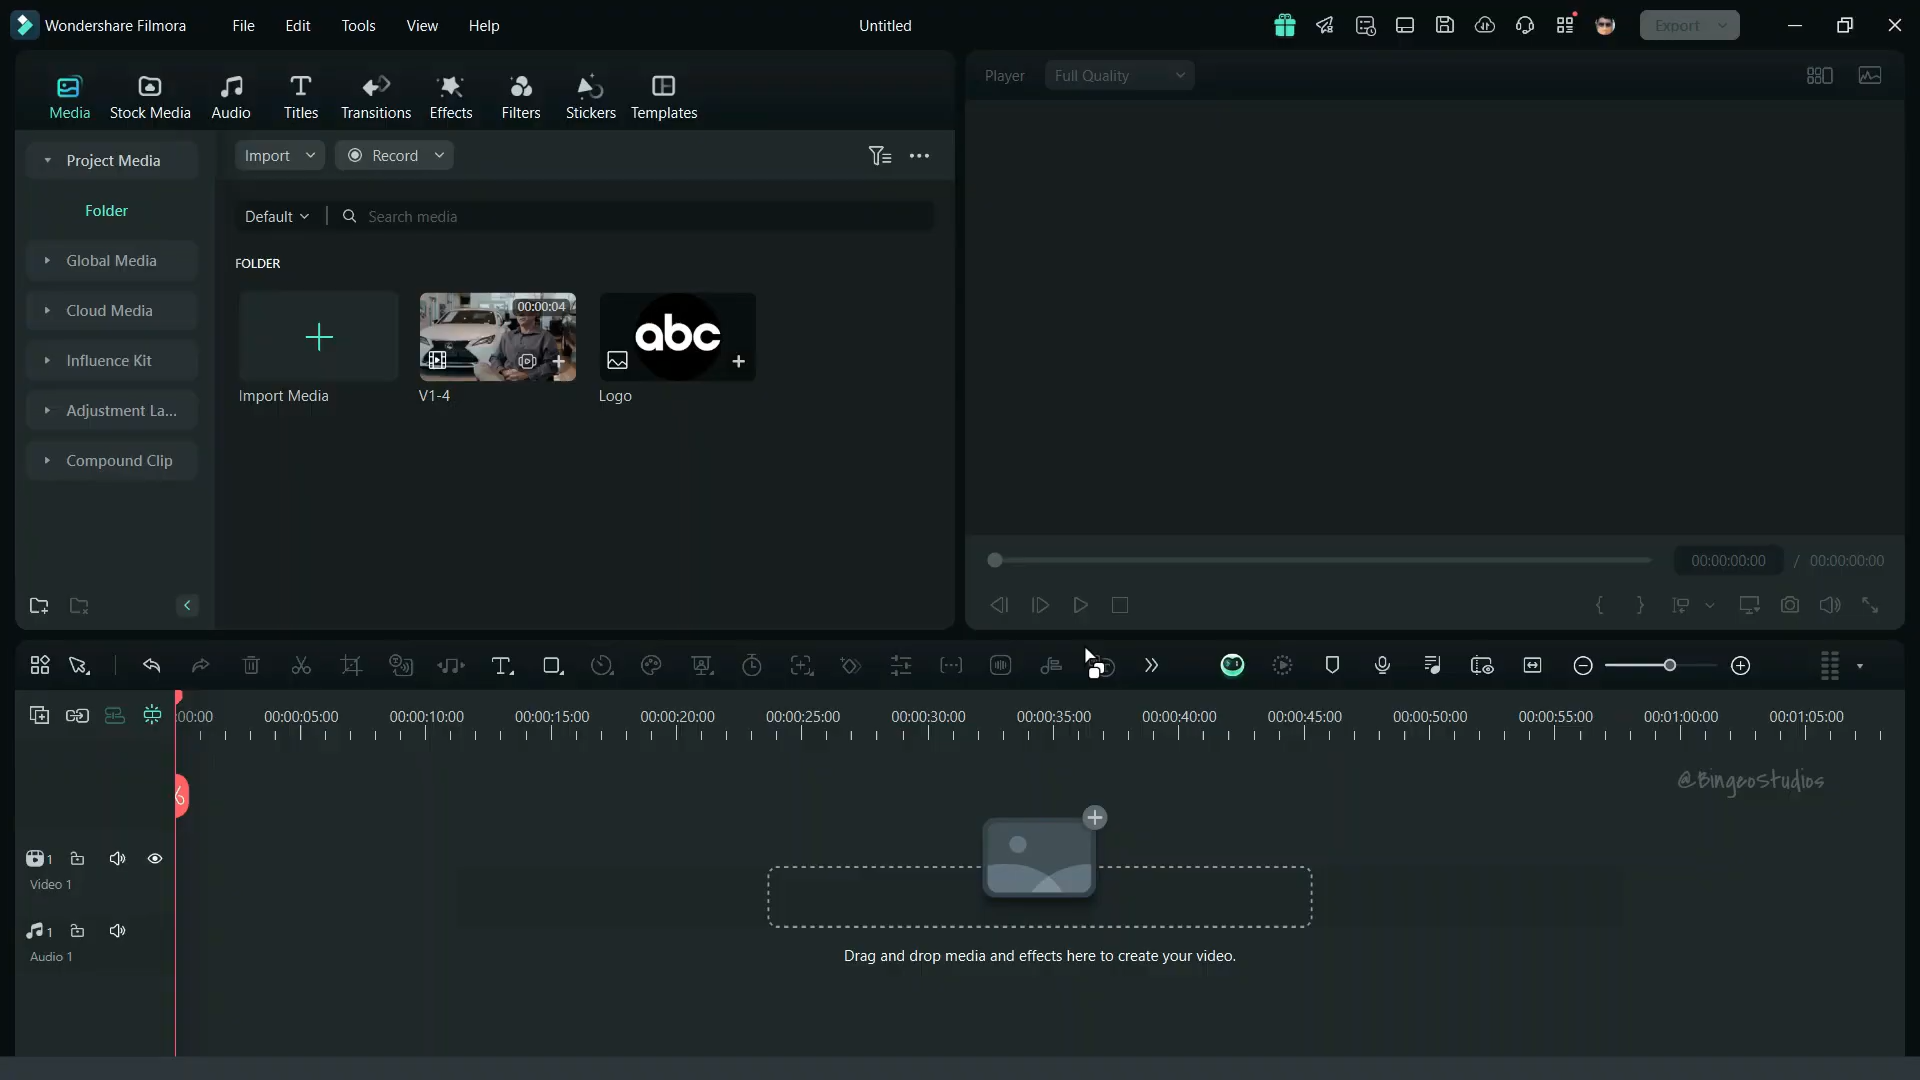 Wondershare Filmora File Edit Tools View Help Untitled Export
Media Stock Media Audio Titles Transitions Effects Filters Stickers Templates
Player Full Quality
Project Media
Folder
Global Media
Cloud Media
Influence Kit
Adjustment La...
Compound Clip
Import Record
Default Search media
FOLDER
00:00:04
abc
Import Media V1-4 Logo
00:00:00:00 / 00:00:00:00
:00:00 00:00:05:00 00:00:10:00 00:00:15:00 00:00:20:00 00:00:25:00 00:00:30:00 00:00:35:00 00:00:40:00 00:00:45:00 00:00:50:00 00:00:55:00 00:01:00:00 00:01:05:00
@BingeoStudios
1
Video 1
1
Audio 1
Drag and drop media and effects here to create your video.